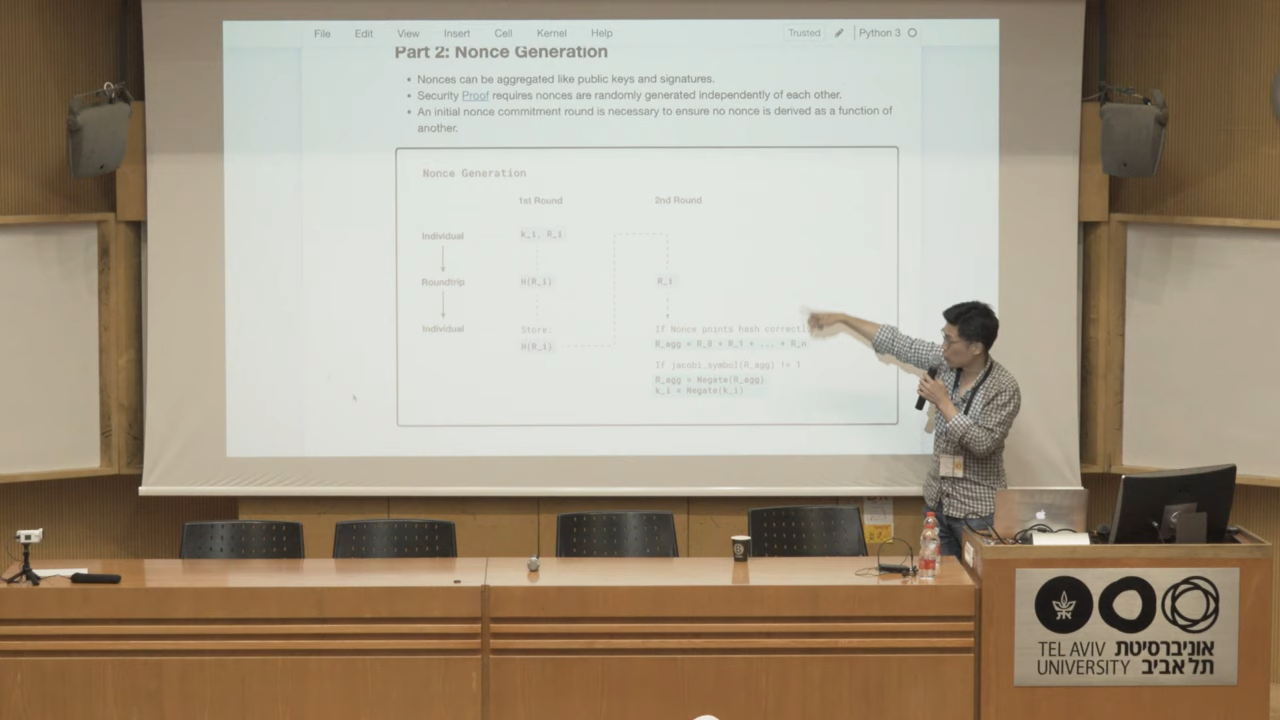 File Edit View Insert Cell Kernel Help Trusted Python 3
Part 2: Nonce Generation
• Nonces can be aggregated like public keys and signatures.
• Security Proof requires nonces are randomly generated independently of each other.
• An initial nonce commitment round is necessary to ensure no nonce is derived as a function of
another.
Nonce Generation
1st Round 2nd Round
Individual k_i, R_i
Roundtrip H(R_i) R_i
Individual Store:
H(R_i)
If Nonce points hash correctl
R_agg = R_0 + R_1 + ... + R_n
If jacobi_symbol(R_agg) != 1
R_agg = Negate(R_agg)
k_i = Negate(k_i)
TEL AVIV אוניברסיטת
UNIVERSITY תל אביב